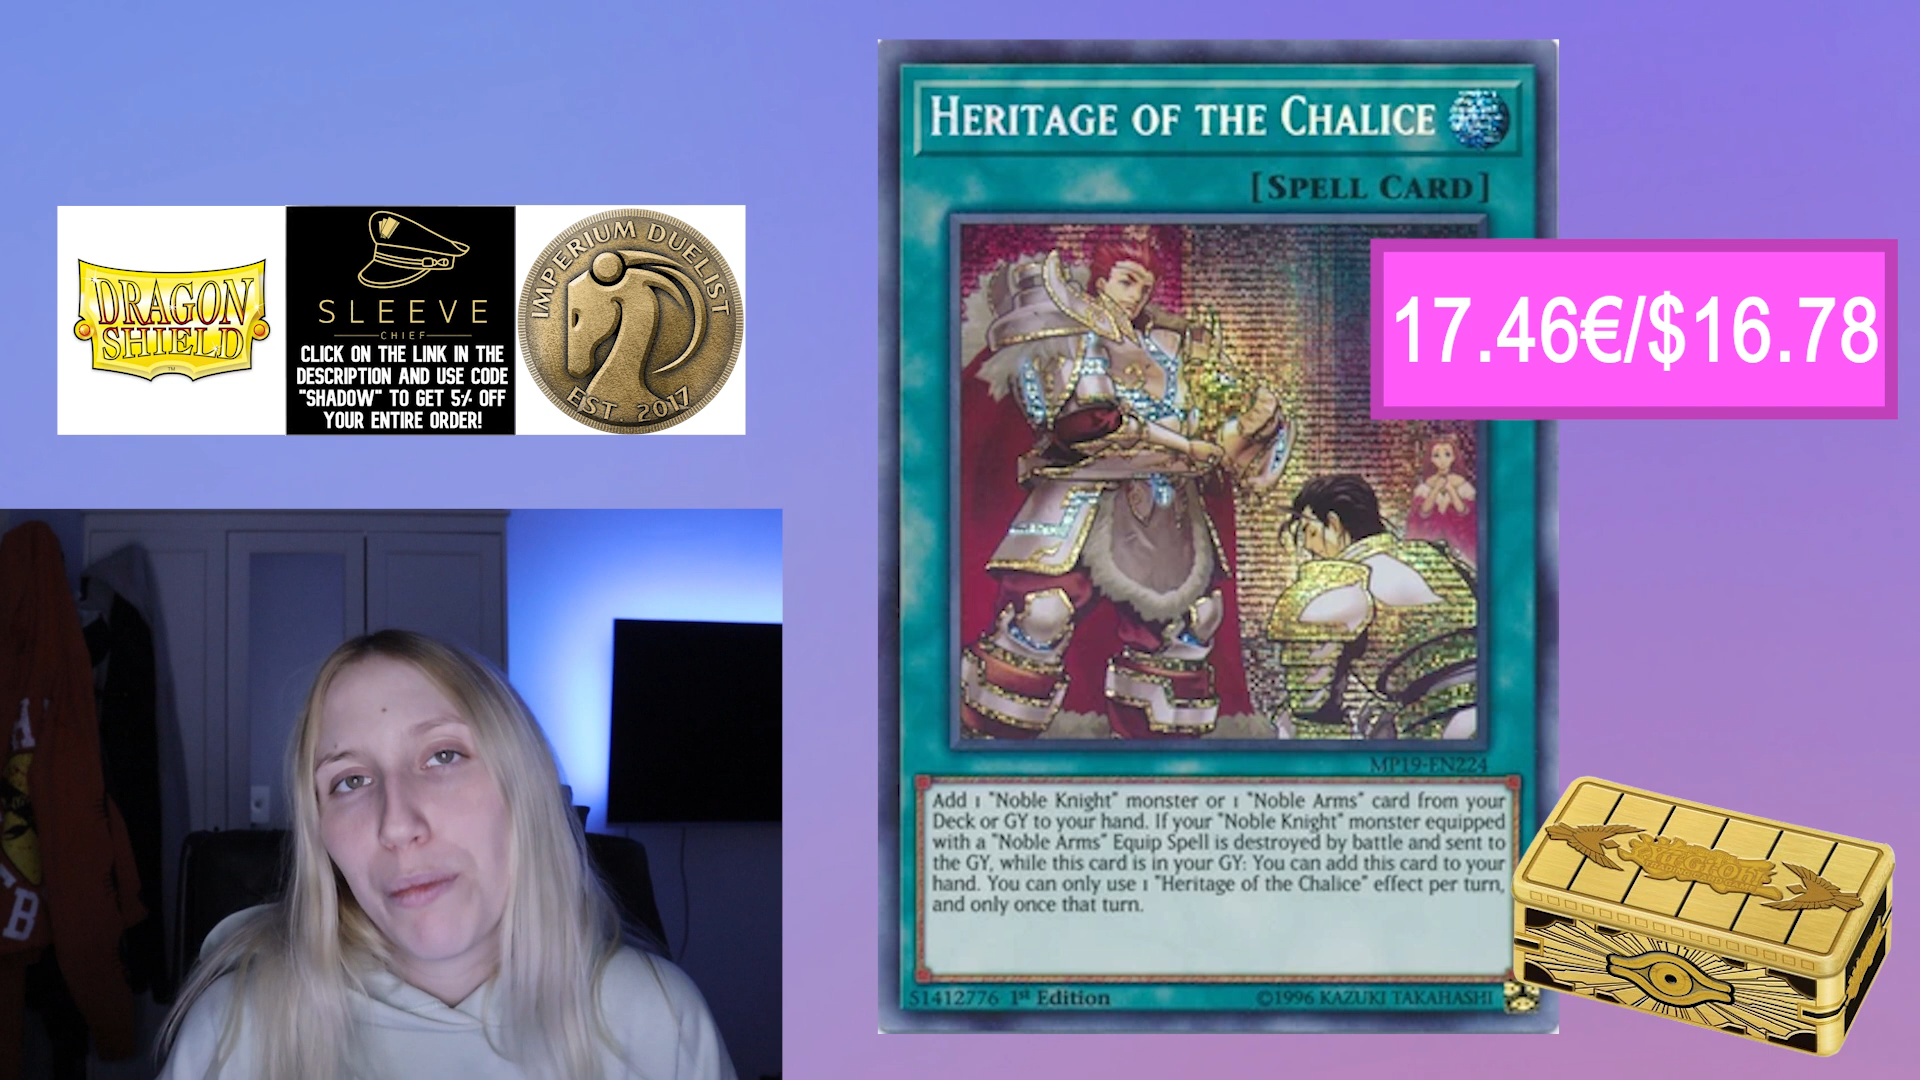 DRAGON
SHIELD
TM
SLEEVE
CHIEF
CLICK ON THE LINK IN THE
DESCRIPTION AND USE CODE
"SHADOW" TO GET 5% OFF
YOUR ENTIRE ORDER!
IMPERIUM DUELIST
EST 2017
HERITAGE OF THE CHALICE
[SPELL CARD]
17.46€/$16.78
MP19-EN224
Add 1 "Noble Knight" monster or 1 "Noble Arms" card from your
Deck or GY to your hand. If your "Noble Knight" monster equipped
with a "Noble Arms" Equip Spell is destroyed by battle and sent to
the GY, while this card is in your GY: You can add this card to your
hand. You can only use 1 "Heritage of the Chalice" effect per turn,
and only once that turn.
51412776 1st Edition
©1996 KAZUKI TAKAHASHI
YU-GI-OH!
A
B